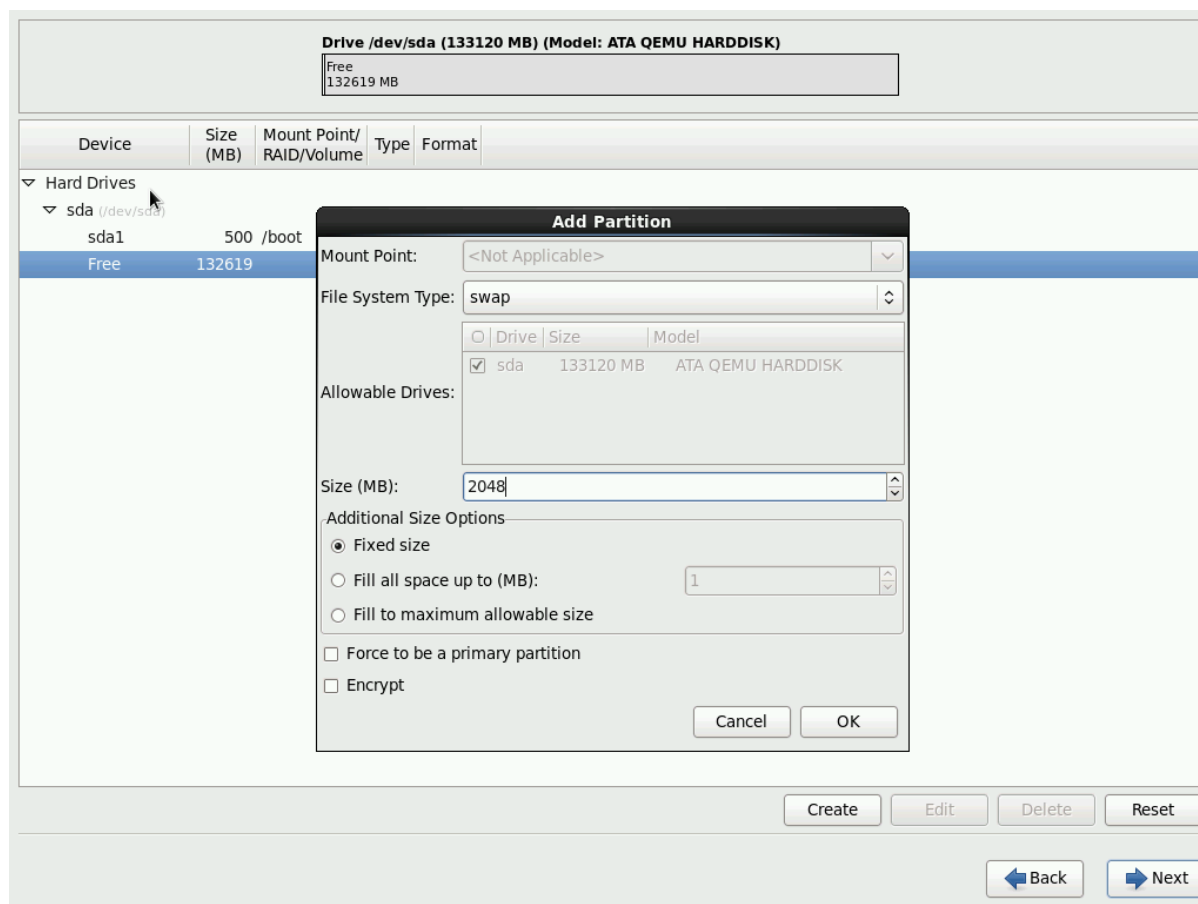 Drive /dev/sda (133120 MB) (Model: ATA QEMU HARDDISK)
Free
132619 MB
Device Size (MB) Mount Point/ RAID/Volume Type Format
Hard Drives
sda (/dev/sda)
sda1 500 /boot
Free 132619
Add Partition
Mount Point: <Not Applicable>
File System Type: swap
Allowable Drives:
Drive Size Model
sda 133120 MB ATA QEMU HARDDISK
Size (MB): 2048
Additional Size Options
Fixed size
Fill all space up to (MB): 1
Fill to maximum allowable size
Force to be a primary partition
Encrypt
Cancel OK
Create Edit Delete Reset
Back Next